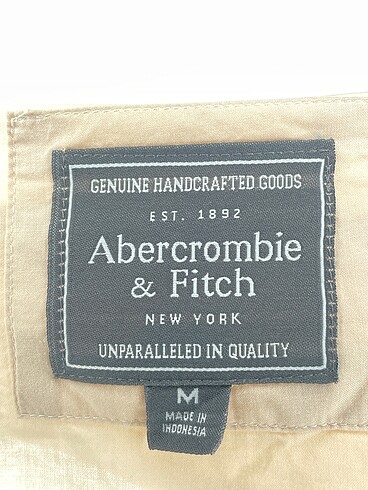 GENUINE HANDCRAFTED GOODS
EST. 1892
Abercrombie
& Fitch
NEW YORK
UNPARALLELED IN QUALITY
M
MADE IN
INDONESIA